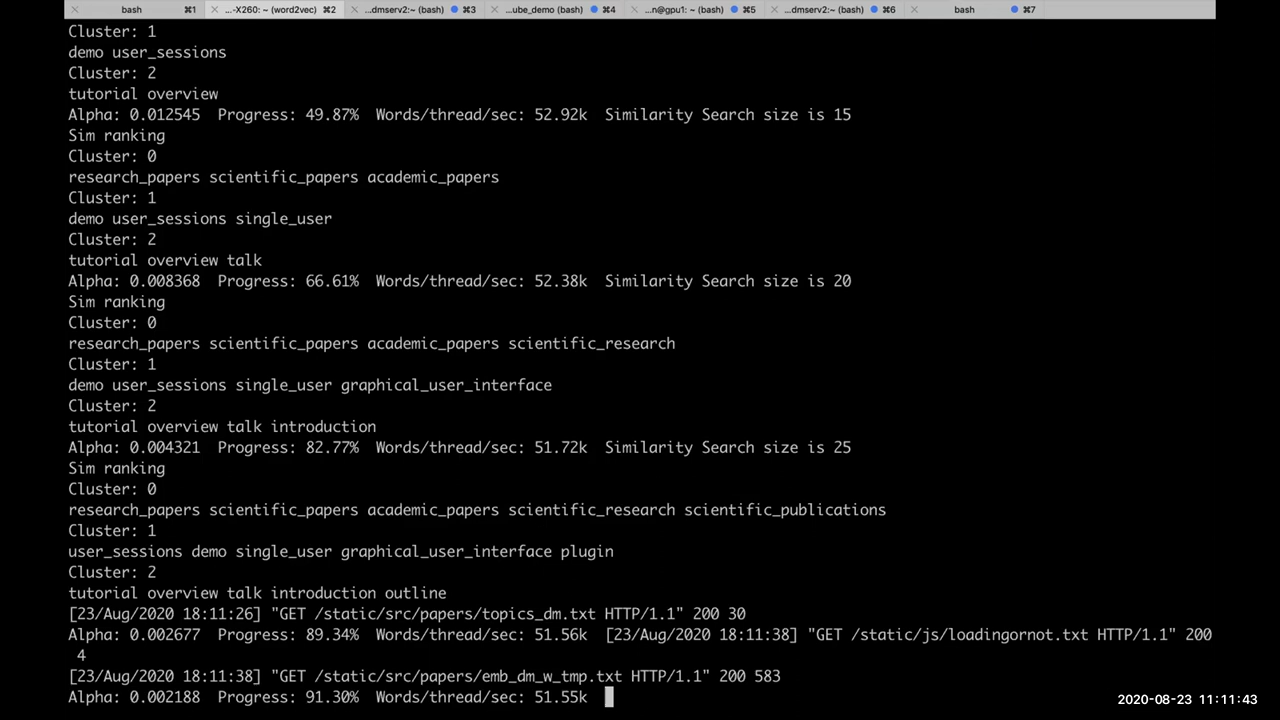 bash ⌘1 ...-X260: ~ (word2vec) ⌘2 ...dmserv2:~ (bash) ⌘3 ...ube_demo (bash) ⌘4 ...n@gpu1: ~ (bash) ⌘5 ...dmserv2:~ (bash) ⌘6 bash ⌘7
Cluster: 1
demo user_sessions
Cluster: 2
tutorial overview
Alpha: 0.012545  Progress: 49.87%  Words/thread/sec: 52.92k  Similarity Search size is 15
Sim ranking
Cluster: 0
research_papers scientific_papers academic_papers
Cluster: 1
demo user_sessions single_user
Cluster: 2
tutorial overview talk
Alpha: 0.008368  Progress: 66.61%  Words/thread/sec: 52.38k  Similarity Search size is 20
Sim ranking
Cluster: 0
research_papers scientific_papers academic_papers scientific_research
Cluster: 1
demo user_sessions single_user graphical_user_interface
Cluster: 2
tutorial overview talk introduction
Alpha: 0.004321  Progress: 82.77%  Words/thread/sec: 51.72k  Similarity Search size is 25
Sim ranking
Cluster: 0
research_papers scientific_papers academic_papers scientific_research scientific_publications
Cluster: 1
user_sessions demo single_user graphical_user_interface plugin
Cluster: 2
tutorial overview talk introduction outline
[23/Aug/2020 18:11:26] "GET /static/src/papers/topics_dm.txt HTTP/1.1" 200 30
Alpha: 0.002677  Progress: 89.34%  Words/thread/sec: 51.56k  [23/Aug/2020 18:11:38] "GET /static/js/loadingornot.txt HTTP/1.1" 200
4
[23/Aug/2020 18:11:38] "GET /static/src/papers/emb_dm_w_tmp.txt HTTP/1.1" 200 583
Alpha: 0.002188  Progress: 91.30%  Words/thread/sec: 51.55k
2020-08-23 11:11:43